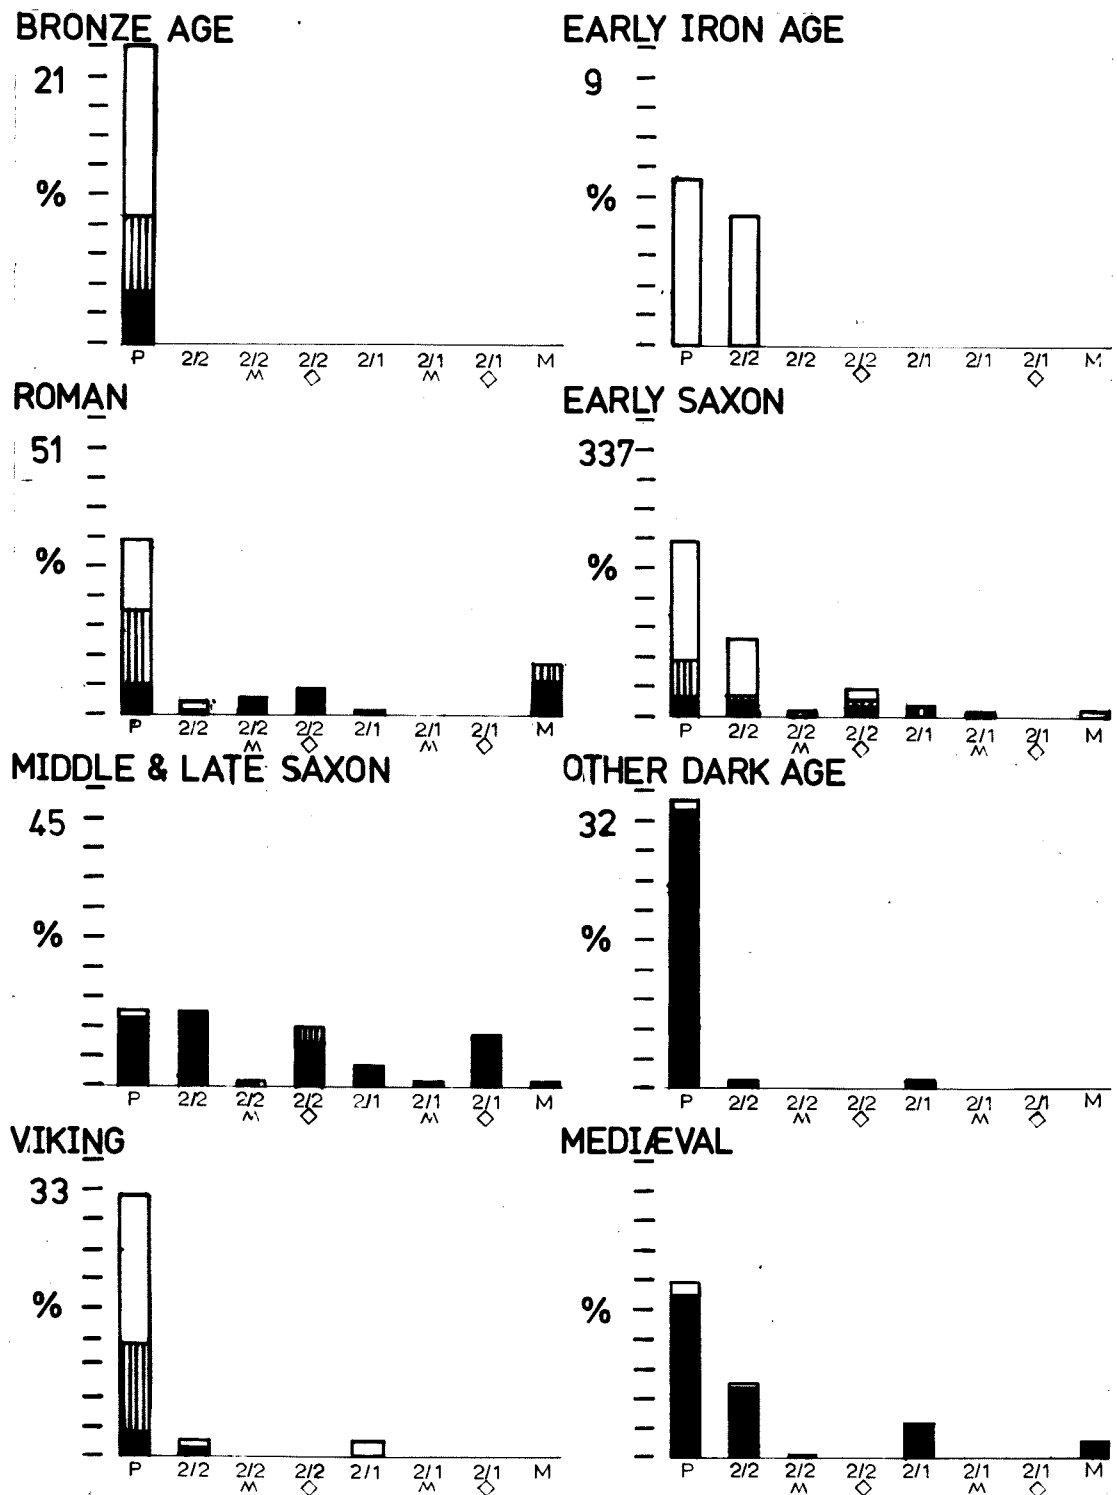 BRONZE AGE
21
%
P 2/2 2/2 2/2 2/1 2/1 2/1 M
EARLY IRON AGE
9
%
P 2/2 2/2 2/2 2/1 2/1 2/1 M
ROMAN
51
%
P 2/2 2/2 2/2 2/1 2/1 2/1 M
EARLY SAXON
337
%
P 2/2 2/2 2/2 2/1 2/1 2/1 M
MIDDLE & LATE SAXON
45
%
P 2/2 2/2 2/2 2/1 2/1 2/1 M
OTHER DARK AGE
32
%
P 2/2 2/2 2/2 2/1 2/1 2/1 M
VIKING
33
%
P 2/2 2/2 2/2 2/1 2/1 2/1 M
MEDIÆVAL
%
P 2/2 2/2 2/2 2/1 2/1 2/1 M